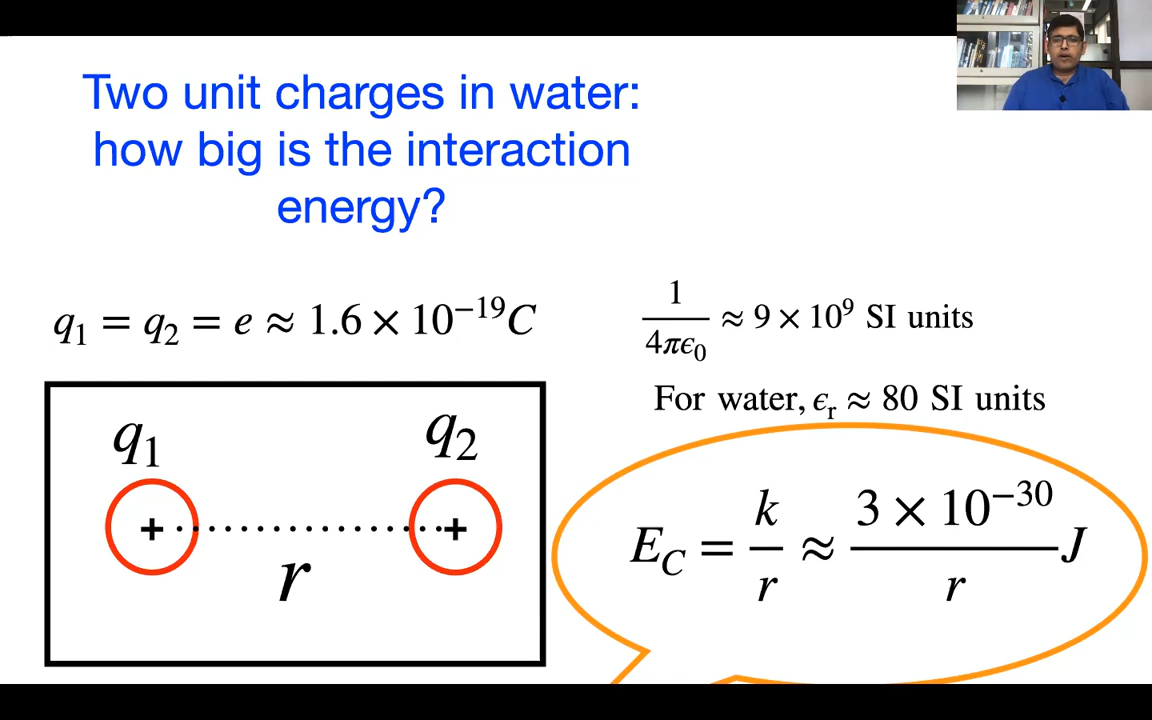 Two unit charges in water:
how big is the interaction
energy?
q₁ = q₂ = e ≈ 1.6 × 10⁻¹⁹C
1/(4πϵ₀) ≈ 9 × 10⁹ SI units
For water, ϵᵣ ≈ 80 SI units
q₁ q₂
+ +
r
E_C = k/r ≈ (3 × 10⁻³⁰)/r J